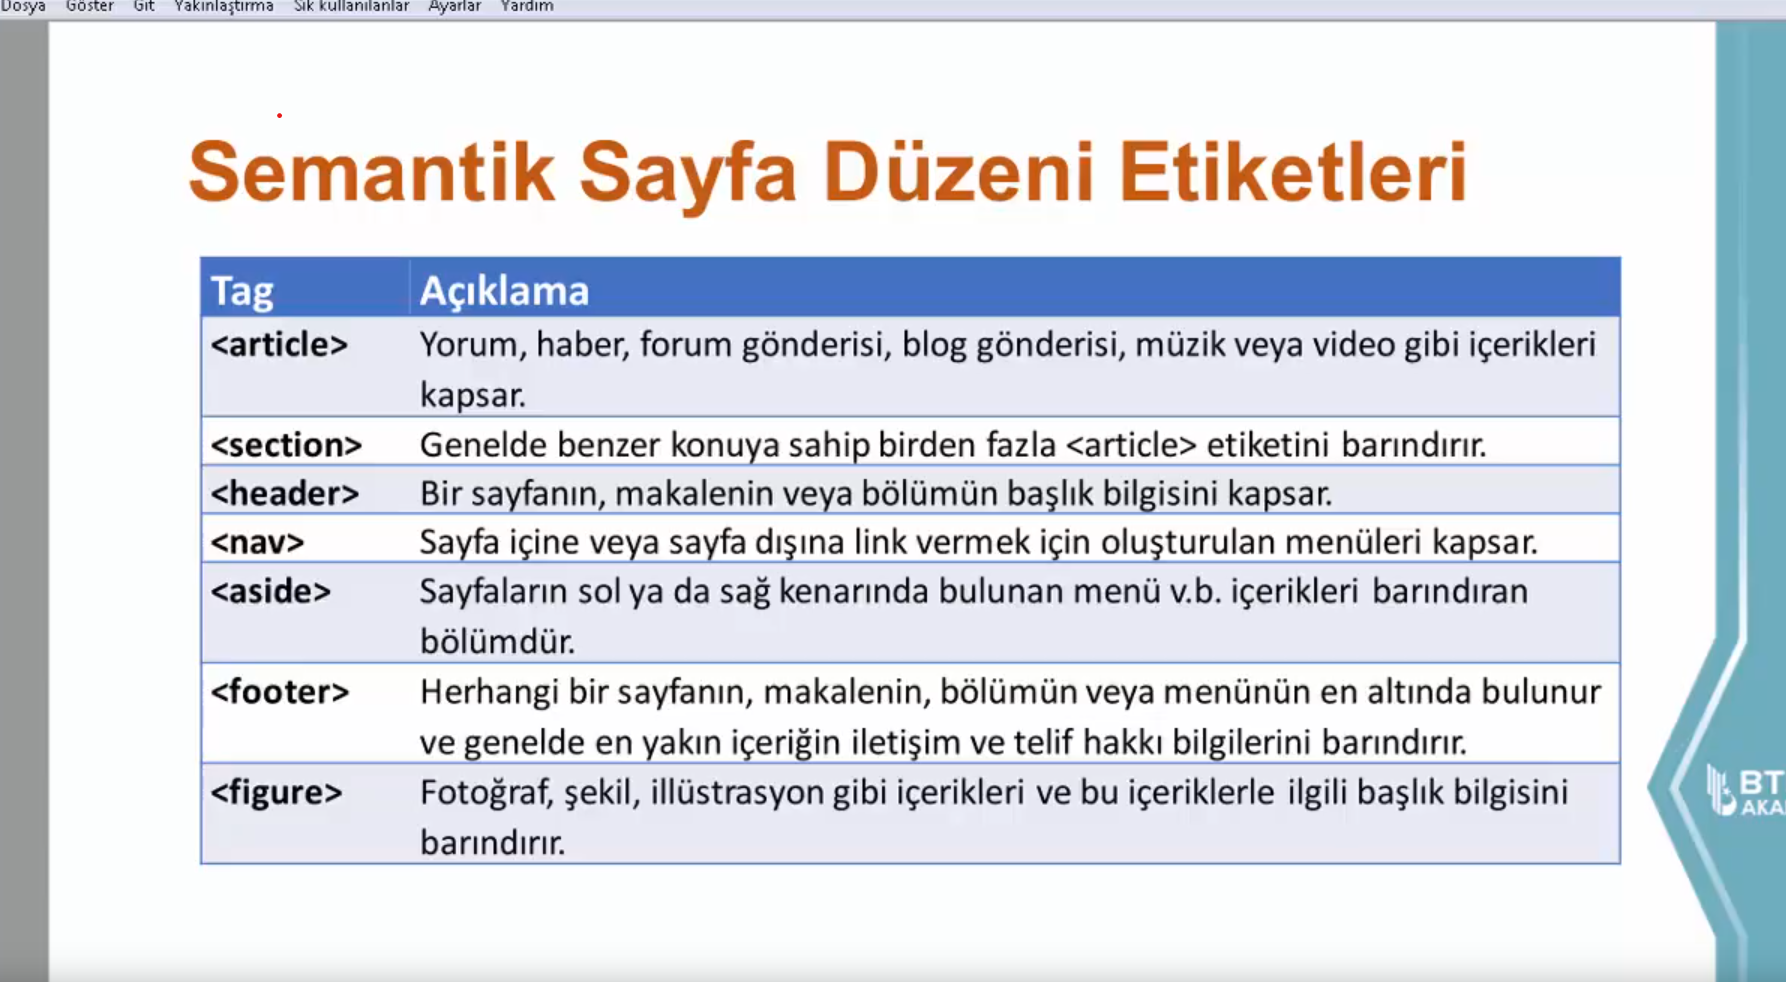 Dosya Göster Git Yakınlaştırma Sık kullanılanlar Ayarlar Yardım
Semantik Sayfa Düzeni Etiketleri
Tag Açıklama
<article> Yorum, haber, forum gönderisi, blog gönderisi, müzik veya video gibi içerikleri
kapsar.
<section> Genelde benzer konuya sahip birden fazla <article> etiketini barındırır.
<header> Bir sayfanın, makalenin veya bölümün başlık bilgisini kapsar.
<nav> Sayfa içine veya sayfa dışına link vermek için oluşturulan menüleri kapsar.
<aside> Sayfaların sol ya da sağ kenarında bulunan menü v.b. içerikleri barındıran
bölümdür.
<footer> Herhangi bir sayfanın, makalenin, bölümün veya menünün en altında bulunur
ve genelde en yakın içeriğin iletişim ve telif hakkı bilgilerini barındırır.
<figure> Fotoğraf, şekil, illüstrasyon gibi içerikleri ve bu içeriklerle ilgili başlık bilgisini
barındırır.
BT
AKA